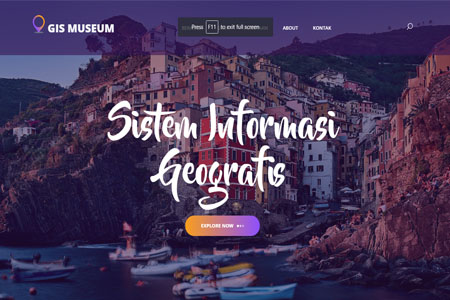 GIS MUSEUM
Press F11 to exit full screen
ABOUT
KONTAK
Sistem Informasi
Geografis
EXPLORE NOW